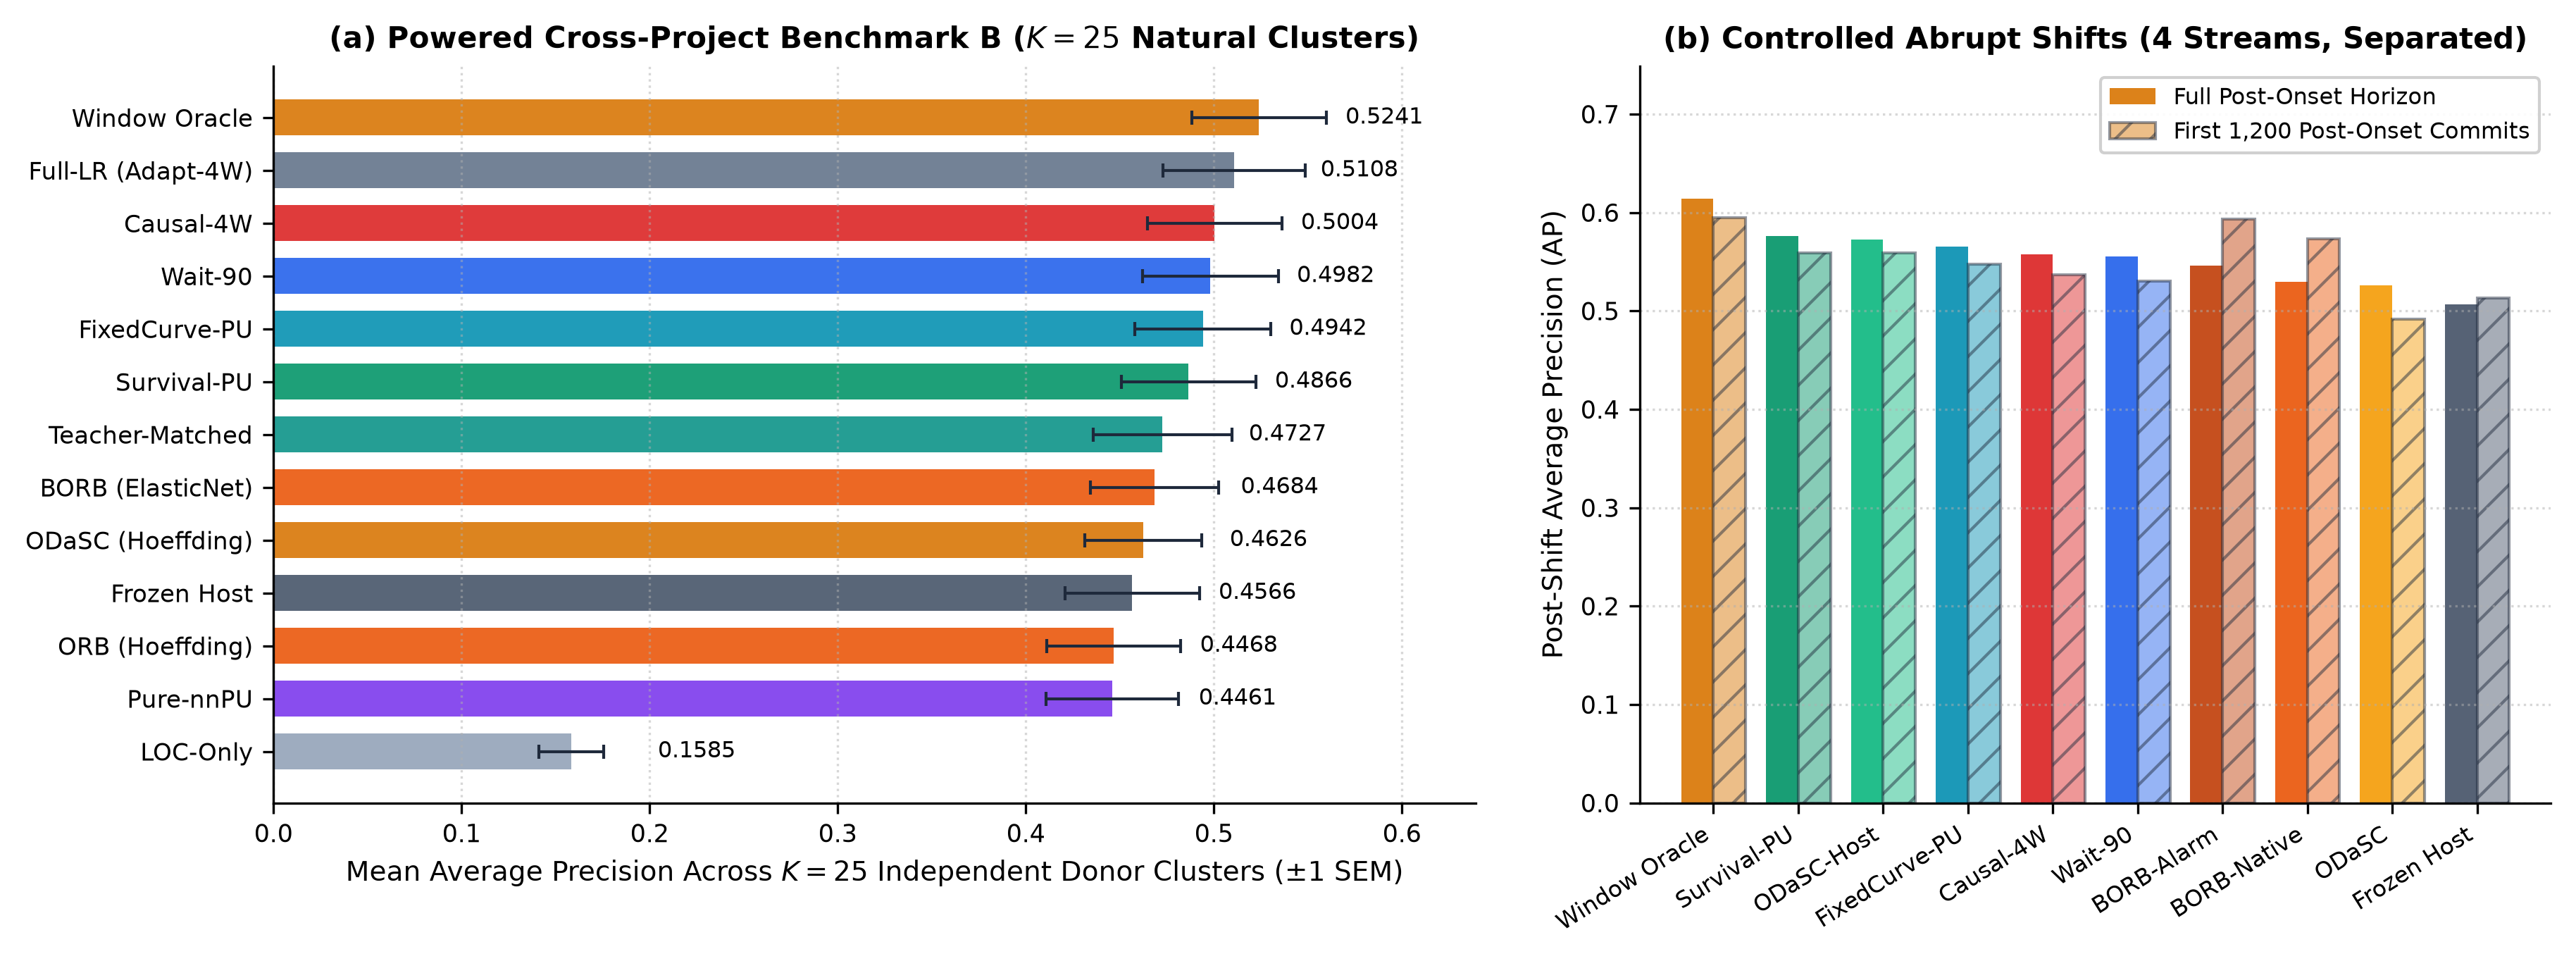 (a) Powered Cross-Project Benchmark B (K = 25 Natural Clusters)
Window Oracle
0.5241
Full-LR (Adapt-4W)
0.5108
Causal-4W
0.5004
Wait-90
0.4982
FixedCurve-PU
0.4942
Survival-PU
0.4866
Teacher-Matched
0.4727
BORB (ElasticNet)
0.4684
ODaSC (Hoeffding)
0.4626
Frozen Host
0.4566
ORB (Hoeffding)
0.4468
Pure-nnPU
0.4461
LOC-Only
0.1585
0.0 0.1 0.2 0.3 0.4 0.5 0.6
Mean Average Precision Across K = 25 Independent Donor Clusters (±1 SEM)
(b) Controlled Abrupt Shifts (4 Streams, Separated)
Full Post-Onset Horizon
First 1,200 Post-Onset Commits
Post-Shift Average Precision (AP)
0.7
0.6
0.5
0.4
0.3
0.2
0.1
0.0
Window Oracle
Survival-PU
ODaSC-Host
FixedCurve-PU
Causal-4W
Wait-90
BORB-Alarm
BORB-Native
ODaSC
Frozen Host